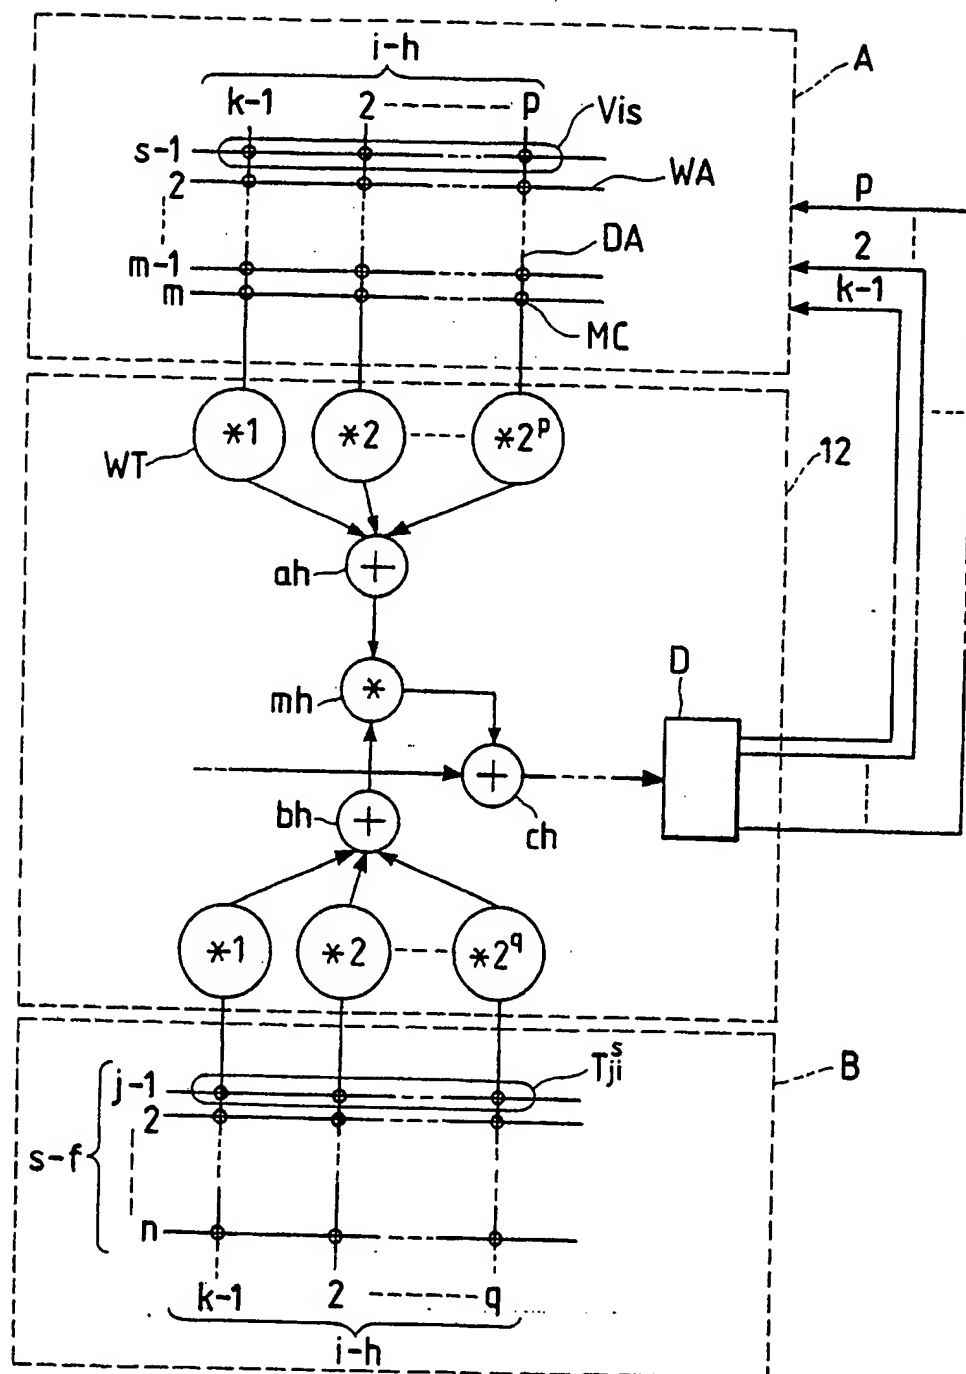 i-h
A
k-1 2 p
Vis
s-1
WA
2
p
DA
2
m-1
k-1
m
MC
*1 *2 *2^p
12
WT
ah
+
D
mh
*
+
bh
+
ch
*1 *2 *2^q
Tji^s
B
j-1
2
s-f
n
k-1 2 q
i-h